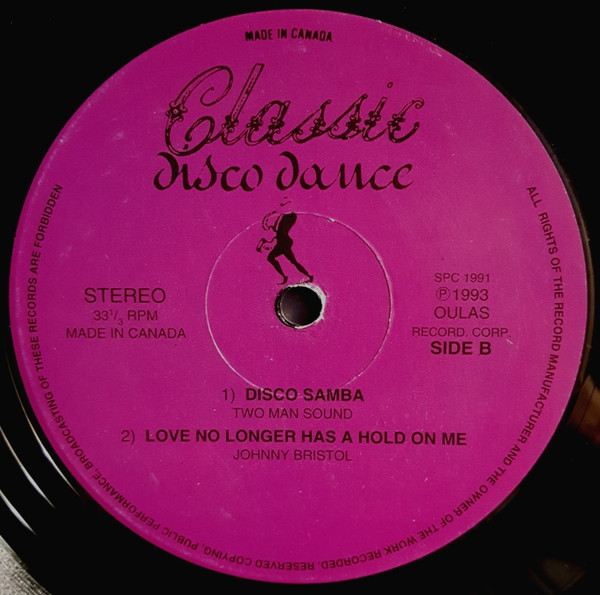 MADE IN CANADA
Classic
disco dance
STEREO
33 1/3 RPM
MADE IN CANADA
SPC 1991
℗ 1993
OULAS
RECORD. CORP.
SIDE B
1) DISCO SAMBA
TWO MAN SOUND
2) LOVE NO LONGER HAS A HOLD ON ME
JOHNNY BRISTOL
ALL RIGHTS OF THE RECORD MANUFACTURER AND THE OWNER OF THE WORK RECORDED. RESERVED COPYING. PUBLIC PERFORMANCE. BROADCASTING OF THESE RECORDS ARE FORBIDDEN